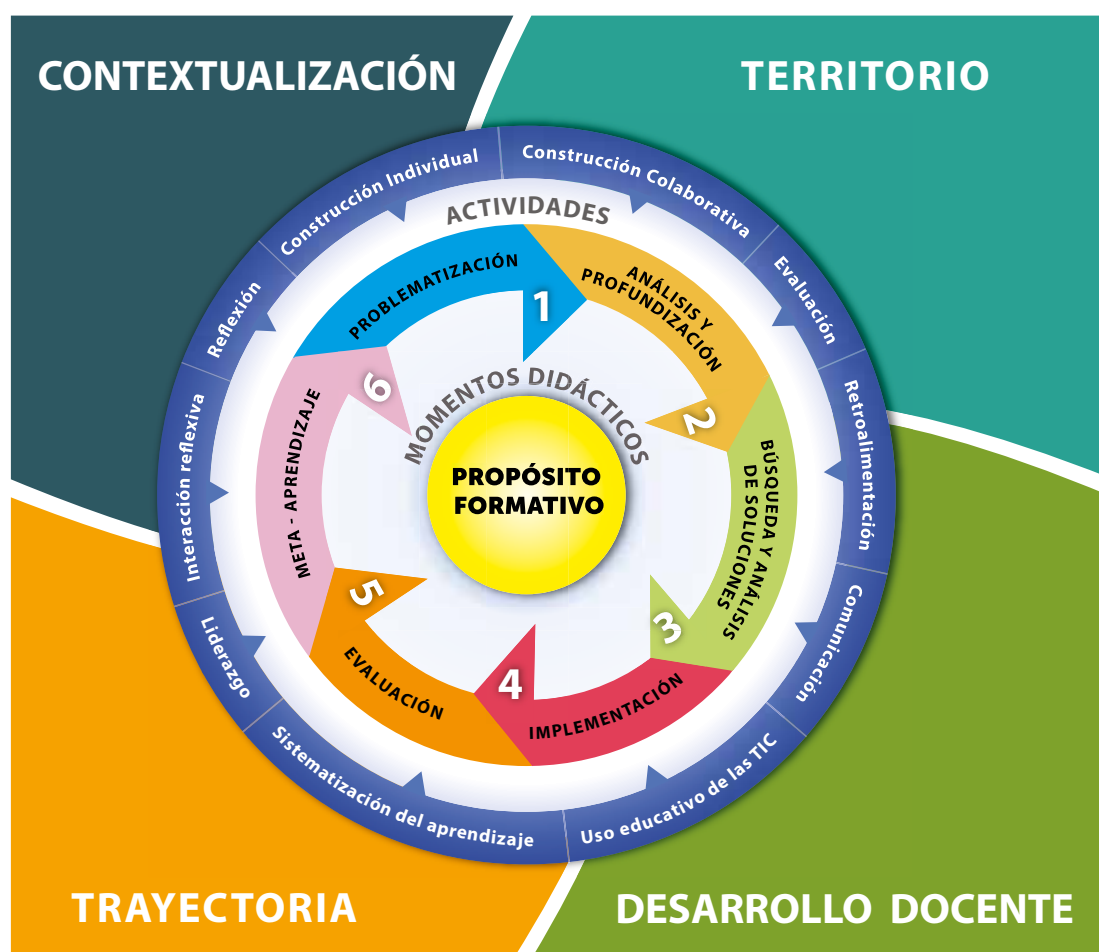 CONTEXTUALIZACIÓN
TERRITORIO
Construcción Individual
Construcción Colaborativa
Evaluación
Retroalimentación
Comunicación
Uso educativo de las TIC
Sistematización del aprendizaje
Liderazgo
Interacción reflexiva
Reflexión
ACTIVIDADES
PROBLEMATIZACIÓN
1
ANÁLISIS Y
PROFUNDIZACIÓN
2
BÚSQUEDA Y ANÁLISIS
DE SOLUCIONES
3
IMPLEMENTACIÓN
4
EVALUACIÓN
5
META - APRENDIZAJE
6
MOMENTOS DIDÁCTICOS
PROPÓSITO
FORMATIVO
TRAYECTORIA
DESARROLLO DOCENTE